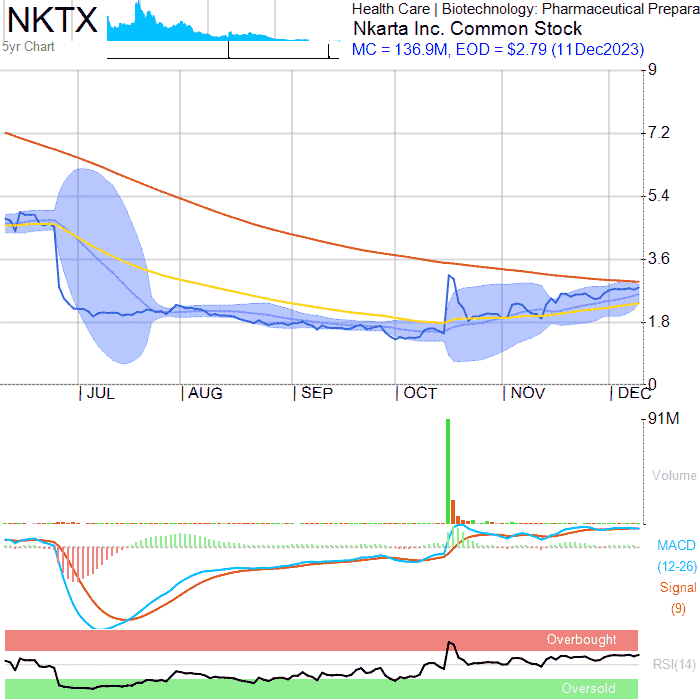 NKTX
5yr Chart
Health Care | Biotechnology: Pharmaceutical Prepara
Nkarta Inc. Common Stock
MC = 136.9M, EOD = $2.79 (11Dec2023)
9
7.2
5.4
3.6
1.8
0
JUL AUG SEP OCT NOV DEC
91M
Volume
MACD
(12-26)
Signal
(9)
Overbought
RSI(14)
Oversold